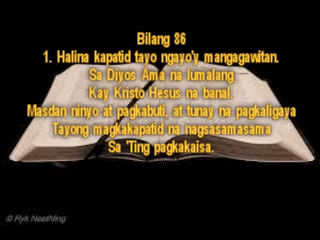 Bilang 86
1. Halina kapatid tayo ngayo'y mangagawitan.
Sa Diyos Ama na lumalang
Kay Kristo Hesus na banal.
Masdan ninyo at pagkabuti, at tunay na pagkaligaya
Tayong magkakapatid na nagsasamasama
Sa 'Ting pagkakaisa.
© Ryk Neethling